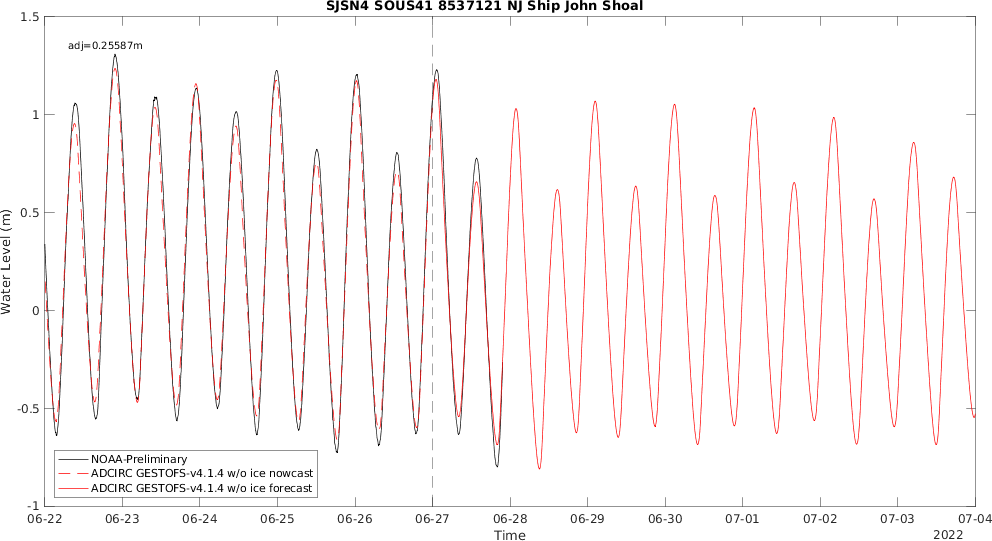 SJSN4 SOUS41 8537121 NJ Ship John Shoal
adj=0.25587m
1.5
1
0.5
0
-0.5
-1
Water Level (m)
NOAA-Preliminary
ADCIRC GESTOFS-v4.1.4 w/o ice nowcast
ADCIRC GESTOFS-v4.1.4 w/o ice forecast
06-22 06-23 06-24 06-25 06-26 06-27 06-28 06-29 06-30 07-01 07-02 07-03 07-04
Time
2022